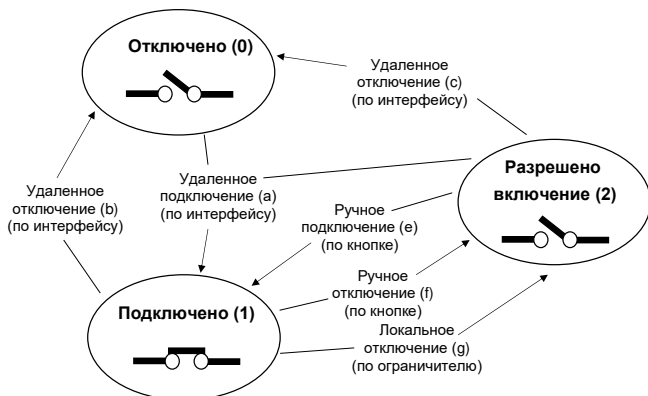 Отключено (0)
Удаленное
отключение (c)
(по интерфейсу)
Удаленное
отключение (b)
(по интерфейсу)
Удаленное
подключение (a)
(по интерфейсу)
Разрешено
включение (2)
Ручное
подключение (e)
(по кнопке)
Ручное
отключение (f)
(по кнопке)
Подключено (1)
Локальное
отключение (g)
(по ограничителю)